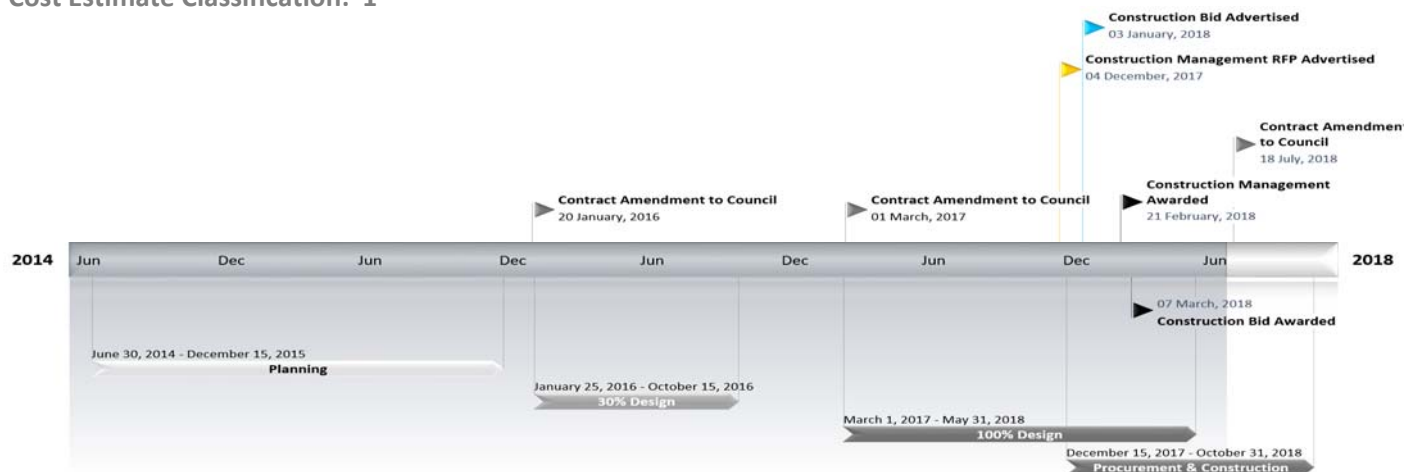 Cost Estimate Classification: 1
Construction Bid Advertised
03 January, 2018
Construction Management RFP Advertised
04 December, 2017
Contract Amendment
to Council
18 July, 2018
Construction Management
Awarded
21 February, 2018
Contract Amendment to Council
20 January, 2016
Contract Amendment to Council
01 March, 2017
2014 Jun Dec Jun Dec Jun Dec Jun Dec Jun 2018
07 March, 2018
Construction Bid Awarded
June 30, 2014 - December 15, 2015
Planning
January 25, 2016 - October 15, 2016
30% Design
March 1, 2017 - May 31, 2018
100% Design
December 15, 2017 - October 31, 2018
Procurement & Construction